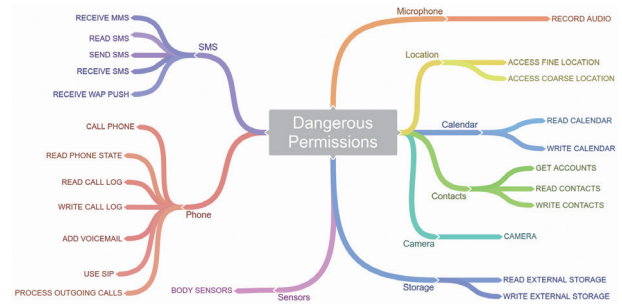 Dangerous
Permissions
SMS
RECEIVE MMS
READ SMS
SEND SMS
RECEIVE SMS
RECEIVE WAP PUSH
Phone
CALL PHONE
READ PHONE STATE
READ CALL LOG
WRITE CALL LOG
ADD VOICEMAIL
USE SIP
PROCESS OUTGOING CALLS
Sensors
BODY SENSORS
Microphone
RECORD AUDIO
Location
ACCESS FINE LOCATION
ACCESS COARSE LOCATION
Calendar
READ CALENDAR
WRITE CALENDAR
Contacts
GET ACCOUNTS
READ CONTACTS
WRITE CONTACTS
Camera
CAMERA
Storage
READ EXTERNAL STORAGE
WRITE EXTERNAL STORAGE